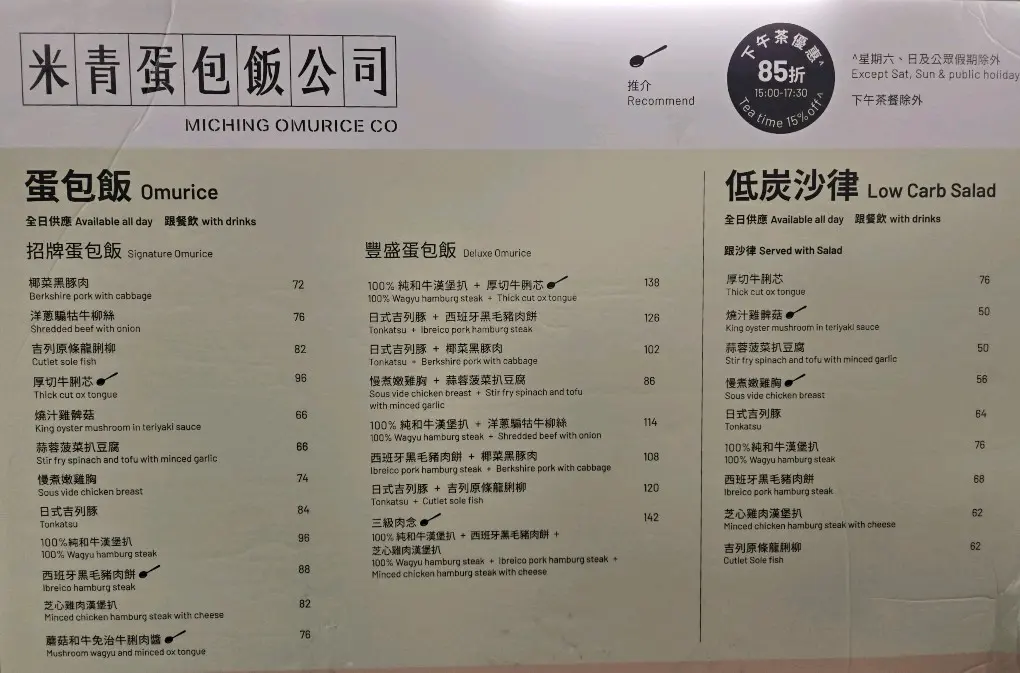 米青蛋包飯公司
MICHING OMURICE CO
推介
Recommend
下午茶優惠^
85折
15:00-17:30
Tea time 15% off^
^星期六、日及公眾假期除外
Except Sat, Sun & public holiday
下午茶餐除外
蛋包飯 Omurice
全日供應 Available all day 跟餐飲 with drinks
招牌蛋包飯 Signature Omurice
椰菜黑豚肉 72
Berkshire pork with cabbage
洋蔥騸牯牛柳絲 76
Shredded beef with onion
吉列原條龍脷柳 82
Cutlet sole fish
厚切牛脷芯 96
Thick cut ox tongue
燒汁雞髀菇 66
King oyster mushroom in teriyaki sauce
蒜蓉菠菜扒豆腐 66
Stir fry spinach and tofu with minced garlic
慢煮嫩雞胸 74
Sous vide chicken breast
日式吉列豚 84
Tonkatsu
100%純和牛漢堡扒 96
100% Wagyu hamburg steak
西班牙黑毛豬肉餅 88
Ibreico hamburg steak
芝心雞肉漢堡扒 82
Minced chicken hamburg steak with cheese
蘑菇和牛免治牛脷肉醬 76
Mushroom wagyu and minced ox tongue
豐盛蛋包飯 Deluxe Omurice
100% 純和牛漢堡扒 + 厚切牛脷芯 138
100% Wagyu hamburg steak + Thick cut ox tongue
日式吉列豚 + 西班牙黑毛豬肉餅 126
Tonkatsu + Ibreico pork hamburg steak
日式吉列豚 + 椰菜黑豚肉 102
Tonkatsu + Berkshire pork with cabbage
慢煮嫩雞胸 + 蒜蓉菠菜扒豆腐 86
Sous vide chicken breast + Stir fry spinach and tofu
with minced garlic
100% 純和牛漢堡扒 + 洋蔥騸牯牛柳絲 114
100% Wagyu hamburg steak + Shredded beef with onion
西班牙黑毛豬肉餅 + 椰菜黑豚肉 108
Ibreico pork hamburg steak + Berkshire pork with cabbage
日式吉列豚 + 吉列原條龍脷柳 120
Tonkatsu + Cutlet sole fish
三級肉念 142
100% 純和牛漢堡扒 + 西班牙黑毛豬肉餅 +
芝心雞肉漢堡扒
100% Wagyu hamburg steak + Ibreico pork hamburg steak +
Minced chicken hamburg steak with cheese
低炭沙律 Low Carb Salad
全日供應 Available all day 跟餐飲 with drinks
跟沙律 Served with Salad
厚切牛脷芯 76
Thick cut ox tongue
燒汁雞髀菇 50
King oyster mushroom in teriyaki sauce
蒜蓉菠菜扒豆腐 50
Stir fry spinach and tofu with minced garlic
慢煮嫩雞胸 56
Sous vide chicken breast
日式吉列豚 64
Tonkatsu
100%純和牛漢堡扒 76
100% Wagyu hamburg steak
西班牙黑毛豬肉餅 68
Ibreico pork hamburg steak
芝心雞肉漢堡扒 62
Minced chicken hamburg steak with cheese
吉列原條龍脷柳 62
Cutlet Sole fish